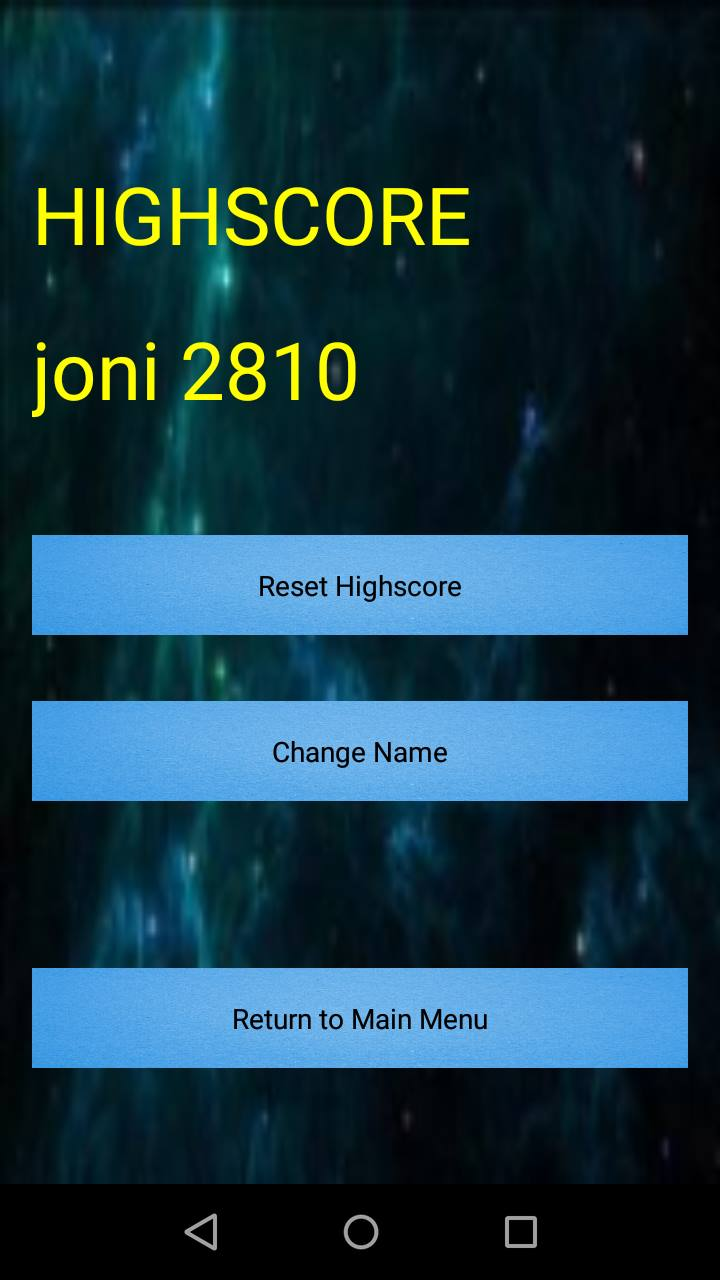 HIGHSCORE
joni 2810
Reset Highscore
Change Name
Return to Main Menu